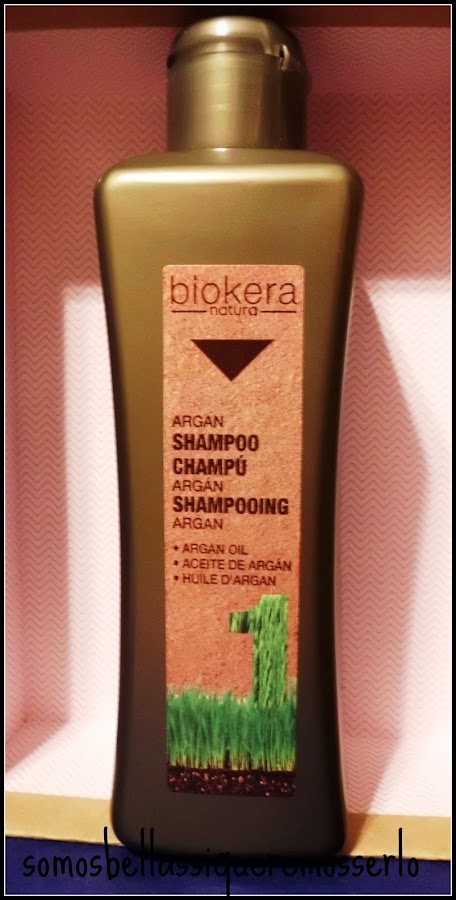 biokera
natura
ARGAN
SHAMPOO
CHAMPÚ
ARGÁN
SHAMPOOING
ARGAN
• ARGAN OIL
• ACEITE DE ARGÁN
• HUILE D'ARGAN
1
somosbellassiqueremosserlo